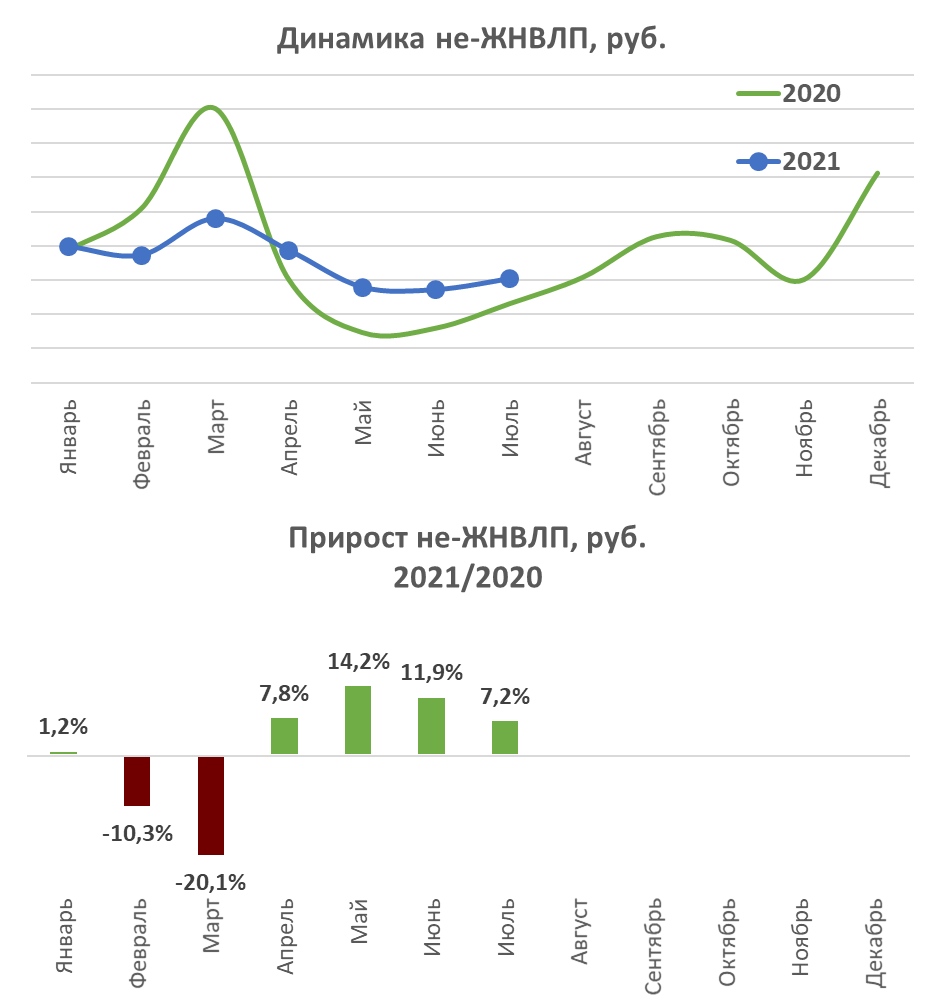 Динамика не-ЖНВЛП, руб.
2020
2021
Январь
Февраль
Март
Апрель
Май
Июнь
Июль
Август
Сентябрь
Октябрь
Ноябрь
Декабрь
Прирост не-ЖНВЛП, руб.
2021/2020
1,2%
-10,3%
-20,1%
7,8%
14,2%
11,9%
7,2%
Январь
Февраль
Март
Апрель
Май
Июнь
Июль
Август
Сентябрь
Октябрь
Ноябрь
Декабрь